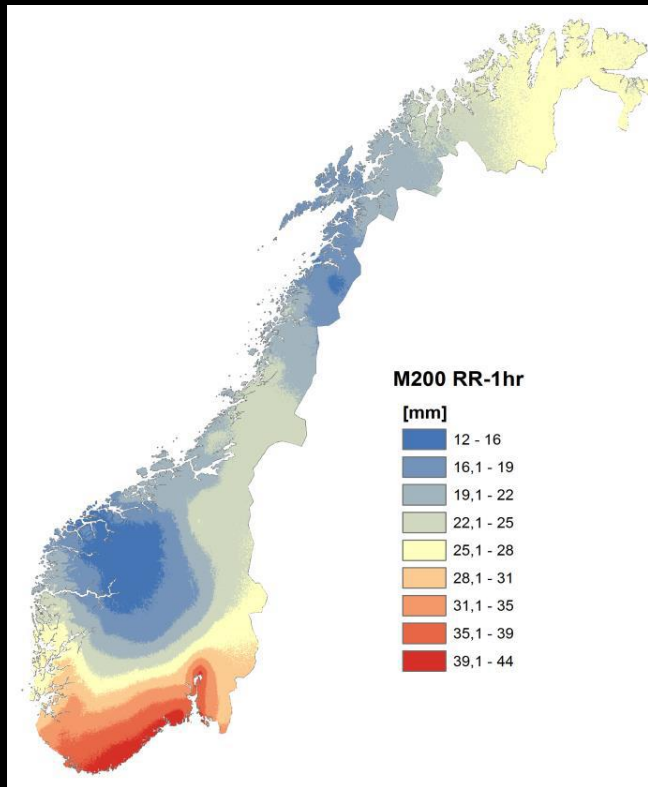 M200 RR-1hr
[mm]
12 - 16
16,1 - 19
19,1 - 22
22,1 - 25
25,1 - 28
28,1 - 31
31,1 - 35
35,1 - 39
39,1 - 44